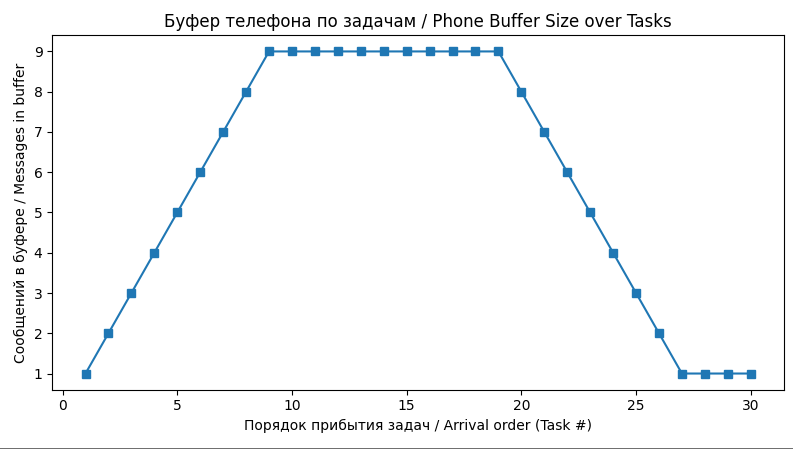 Буфер телефона по задачам / Phone Buffer Size over Tasks
Сообщений в буфере / Messages in buffer
9
8
7
6
5
4
3
2
1
0 5 10 15 20 25 30
Порядок прибытия задач / Arrival order (Task #)